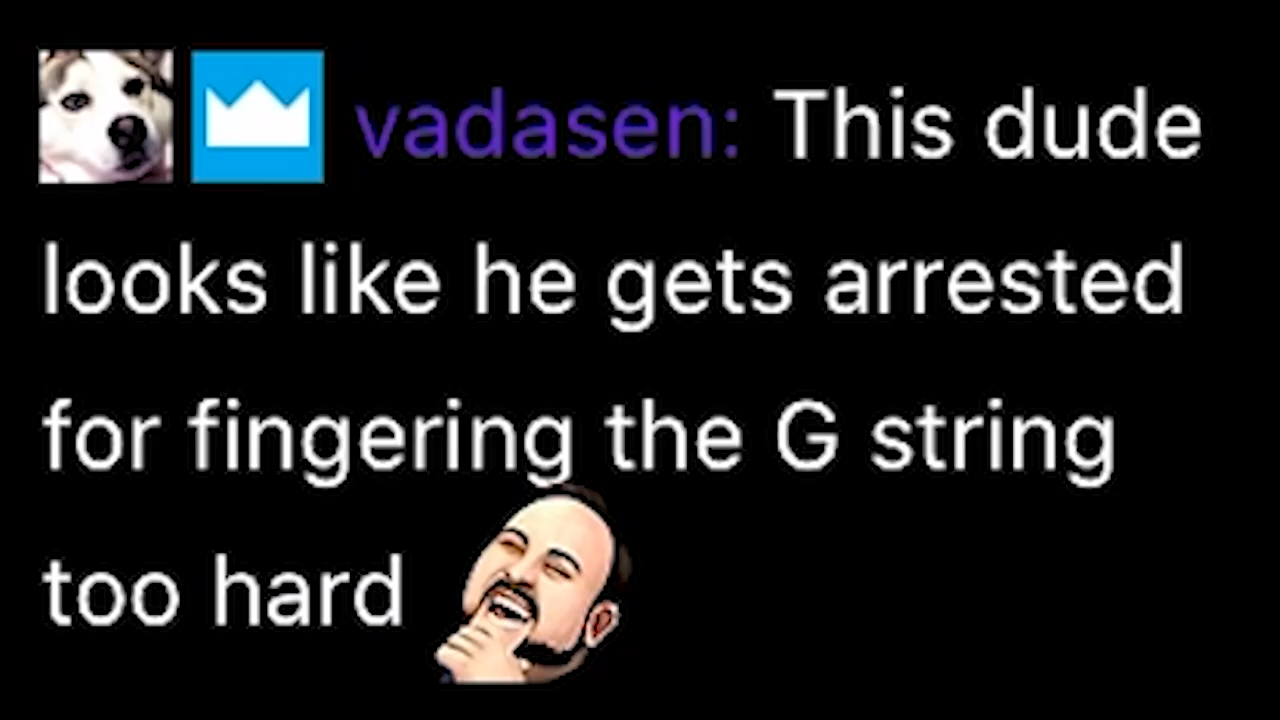 vadasen: This dude
looks like he gets arrested
for fingering the G string
too hard